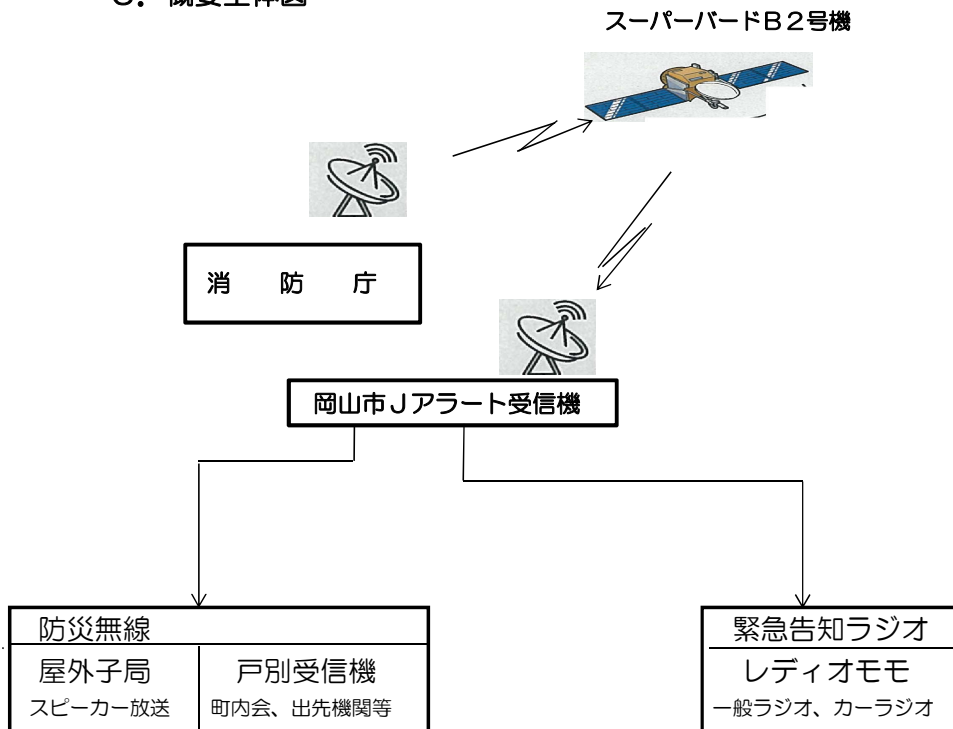 スーパーバードB2号機
消 防 庁
岡山市Jアラート受信機
防災無線
屋外子局
スピーカー放送
戸別受信機
町内会、出先機関等
緊急告知ラジオ
レディオモモ
一般ラジオ、カーラジオ